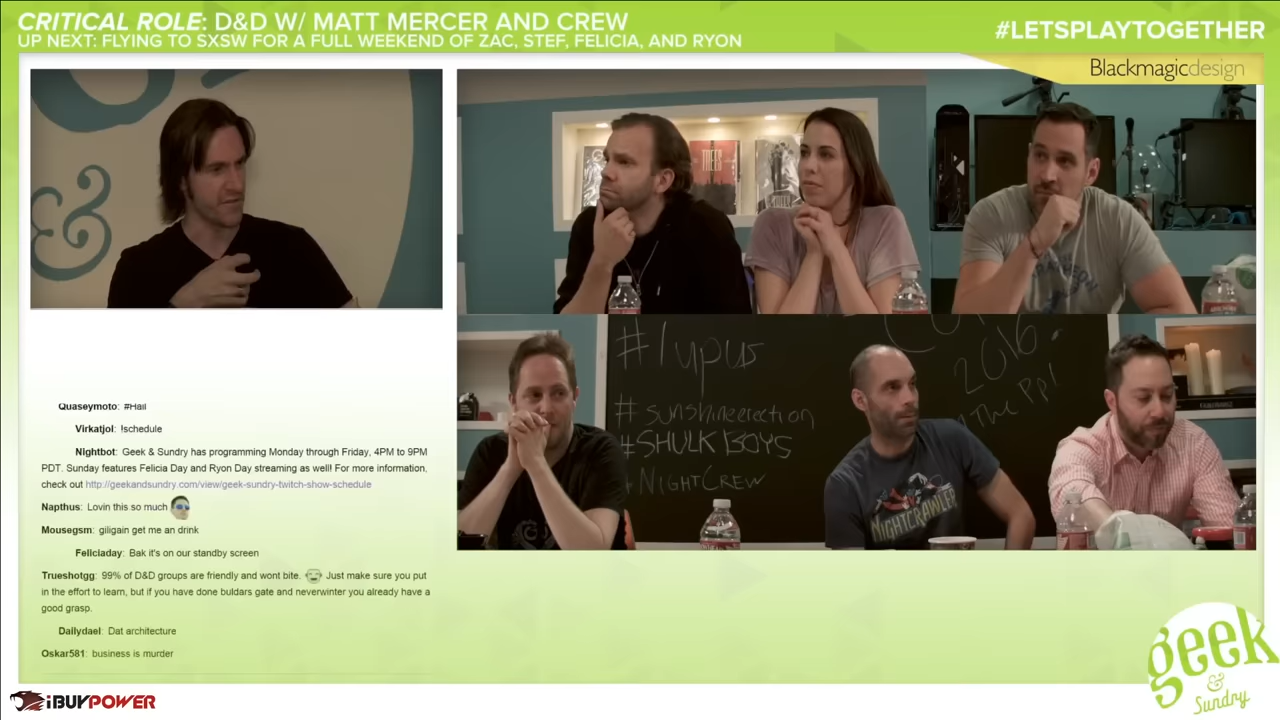 CRITICAL ROLE: D&D W/ MATT MERCER AND CREW
UP NEXT: FLYING TO SXSW FOR A FULL WEEKEND OF ZAC, STEF, FELICIA, AND RYON
#LETSPLAYTOGETHER
Blackmagicdesign
&
TREES
#lupus
#sunshineerection
#SHULKBOYS
#NIGHTCREW
2016.
The Pp!
NIGHTCRAWLER
Quaseymoto: #Hail
Virkatjol: !schedule
Nightbot: Geek & Sundry has programming Monday through Friday, 4PM to 9PM
PDT. Sunday features Felicia Day and Ryon Day streaming as well! For more information,
check out http://geekandsundry.com/view/geek-sundry-twitch-show-schedule
Napthus: Lovin this so much
Mousegsm: giligain get me an drink
Feliciaday: Bak it's on our standby screen
Trueshotgg: 99% of D&D groups are friendly and wont bite. Just make sure you put
in the effort to learn, but if you have done buldars gate and neverwinter you already have a
good grasp.
Dailydael: Dat architecture
Oskar581: business is murder
iBUYPOWER
geek
&
Sundry